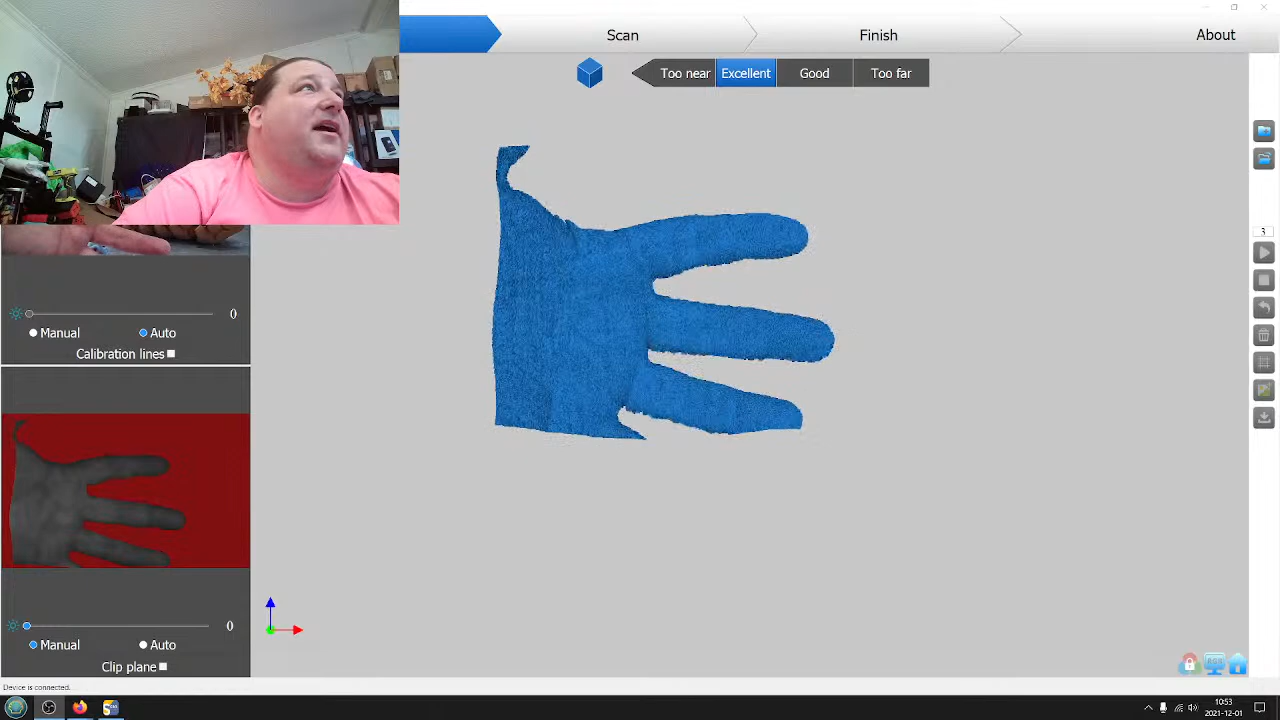 Scan
Finish
About
Too near
Excellent
Good
Too far
3
0
Manual
Auto
Calibration lines
0
Manual
Auto
Clip plane
Device is connected.
10:53
2021-12-01